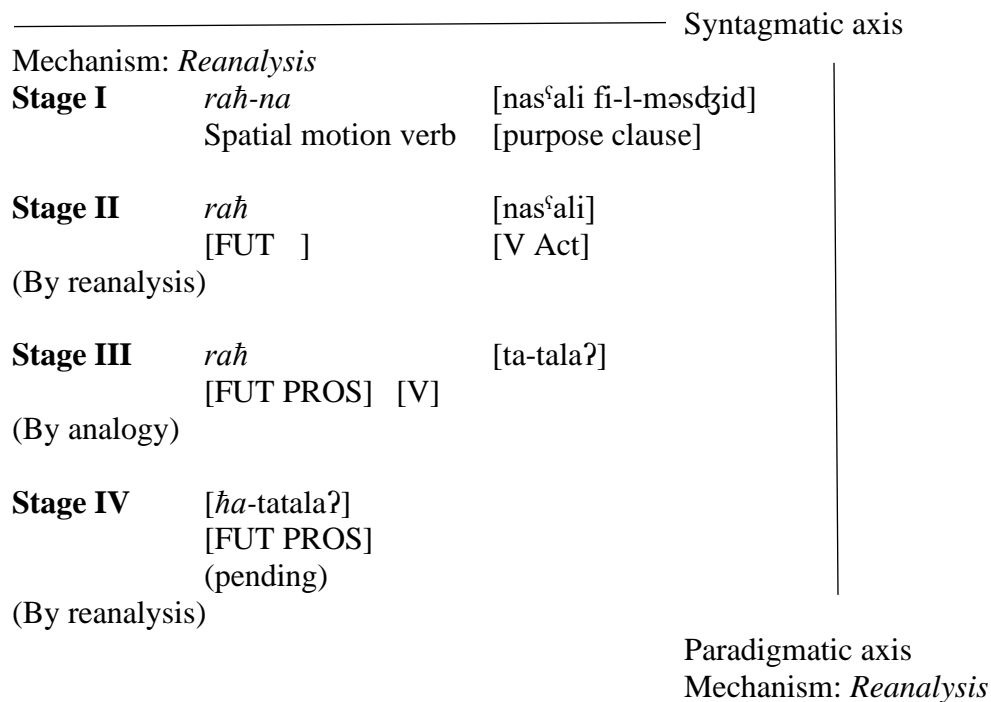 Syntagmatic axis
Mechanism: Reanalysis
Stage I raħ-na [nasˤali fi-l-məsʤid]
Spatial motion verb [purpose clause]
Stage II raħ [nasˤali]
[FUT ] [V Act]
(By reanalysis)
Stage III raħ [ta-talaʔ]
[FUT PROS] [V]
(By analogy)
Stage IV [ħa-tatalaʔ]
[FUT PROS]
(pending)
(By reanalysis)
Paradigmatic axis
Mechanism: Reanalysis